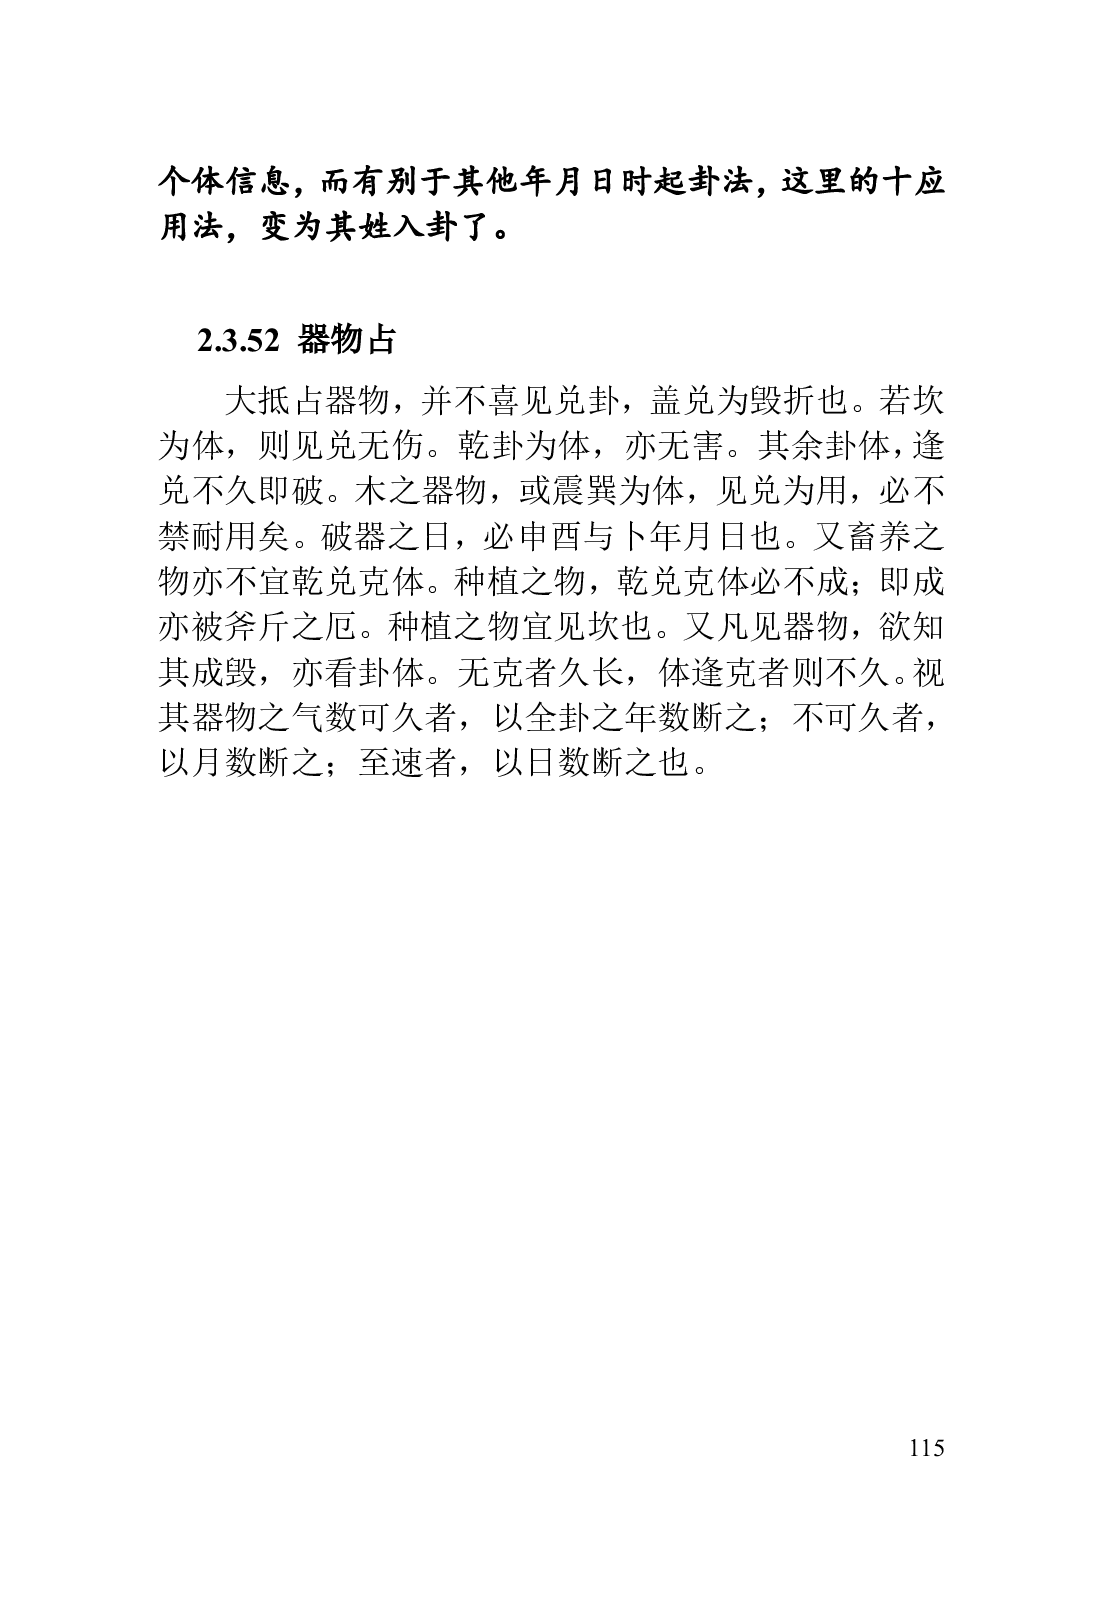 个体信息，而有别于其他年月日时起卦法，这里的十应
用法，变为其姓入卦了。
2.3.52 器物占
大抵占器物，并不喜见兑卦，盖兑为毁折也。若坎
为体，则见兑无伤。乾卦为体，亦无害。其余卦体，逢
兑不久即破。木之器物，或震巽为体，见兑为用，必不
禁耐用矣。破器之日，必申酉与卜年月日也。又畜养之
物亦不宜乾兑克体。种植之物，乾兑克体必不成；即成
亦被斧斤之厄。种植之物宜见坎也。又凡见器物，欲知
其成毁，亦看卦体。无克者久长，体逢克者则不久。视
其器物之气数可久者，以全卦之年数断之；不可久者，
以月数断之；至速者，以日数断之也。
115